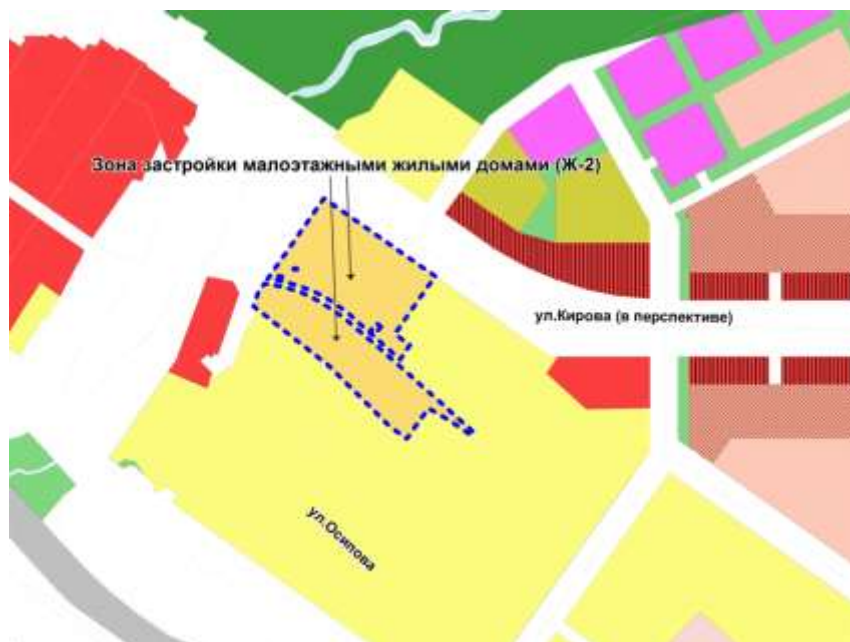 Зона застройки малоэтажными жилыми домами (Ж-2)
ул.Кирова (в перспективе)
ул.Осипова